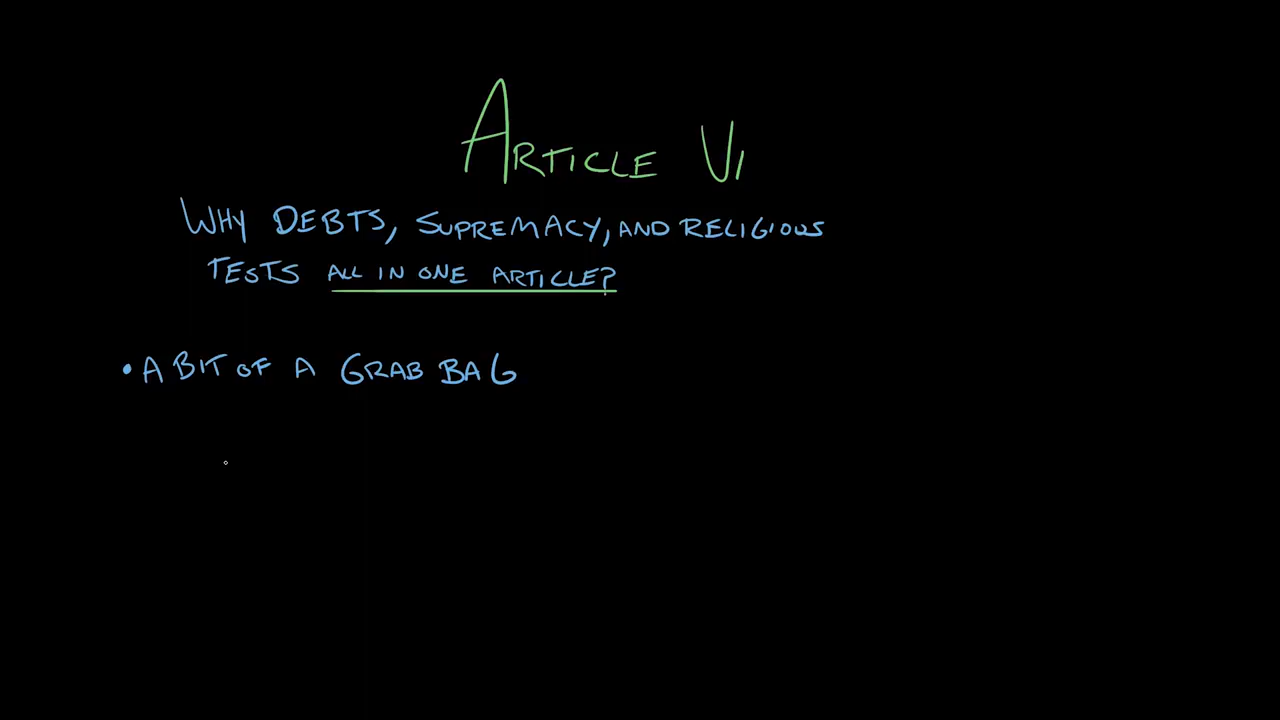 ARTICLE VI
WHY DEBTS, SUPREMACY, AND RELIGIOUS
TESTS ALL IN ONE ARTICLE?
• A BIT OF A GRAB BAG